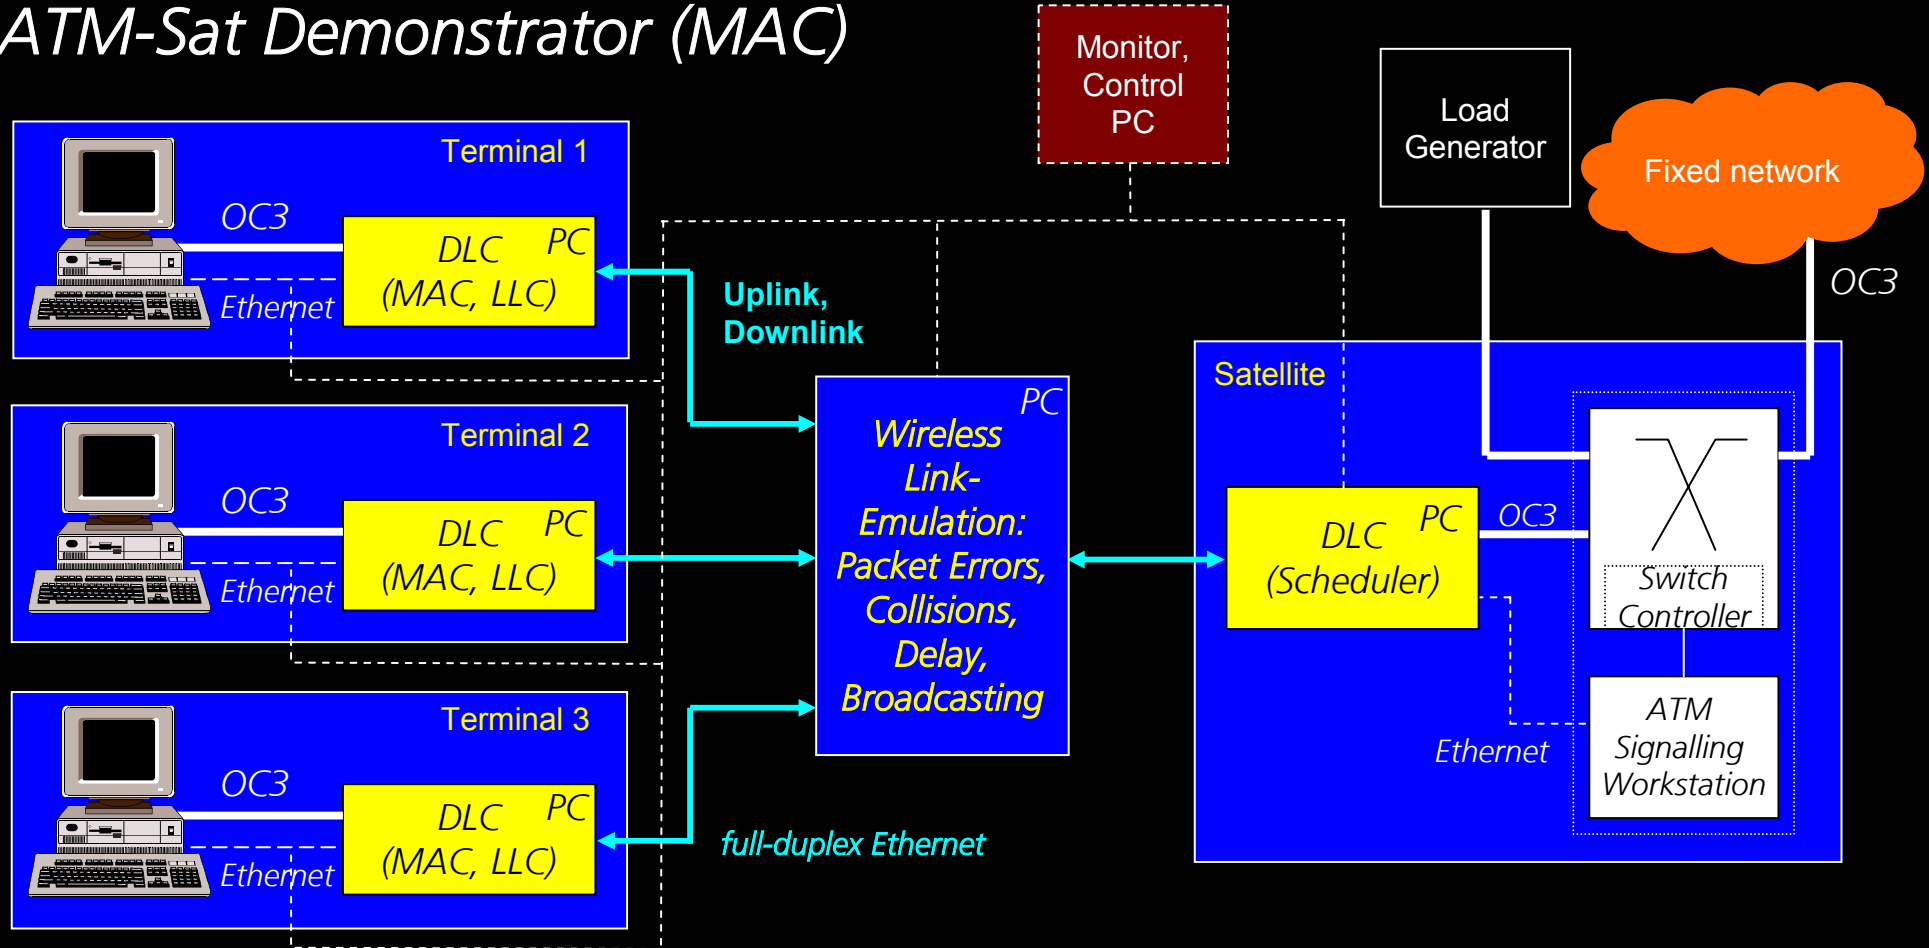 ATM-Sat Demonstrator (MAC)
Monitor,
Control
PC
Load
Generator
Fixed network
OC3
Terminal 1
OC3
Ethernet
DLC
PC
(MAC, LLC)
Uplink,
Downlink
Terminal 2
OC3
Ethernet
DLC
PC
(MAC, LLC)
Terminal 3
OC3
Ethernet
DLC
PC
(MAC, LLC)
full-duplex Ethernet
PC
Wireless
Link-
Emulation:
Packet Errors,
Collisions,
Delay,
Broadcasting
Satellite
DLC
PC
(Scheduler)
OC3
Ethernet
Switch
Controller
ATM
Signalling
Workstation